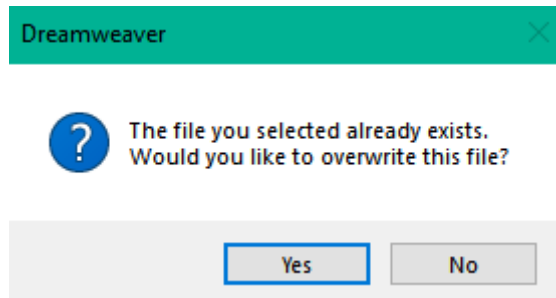 Dreamweaver
The file you selected already exists.
Would you like to overwrite this file?
Yes
No